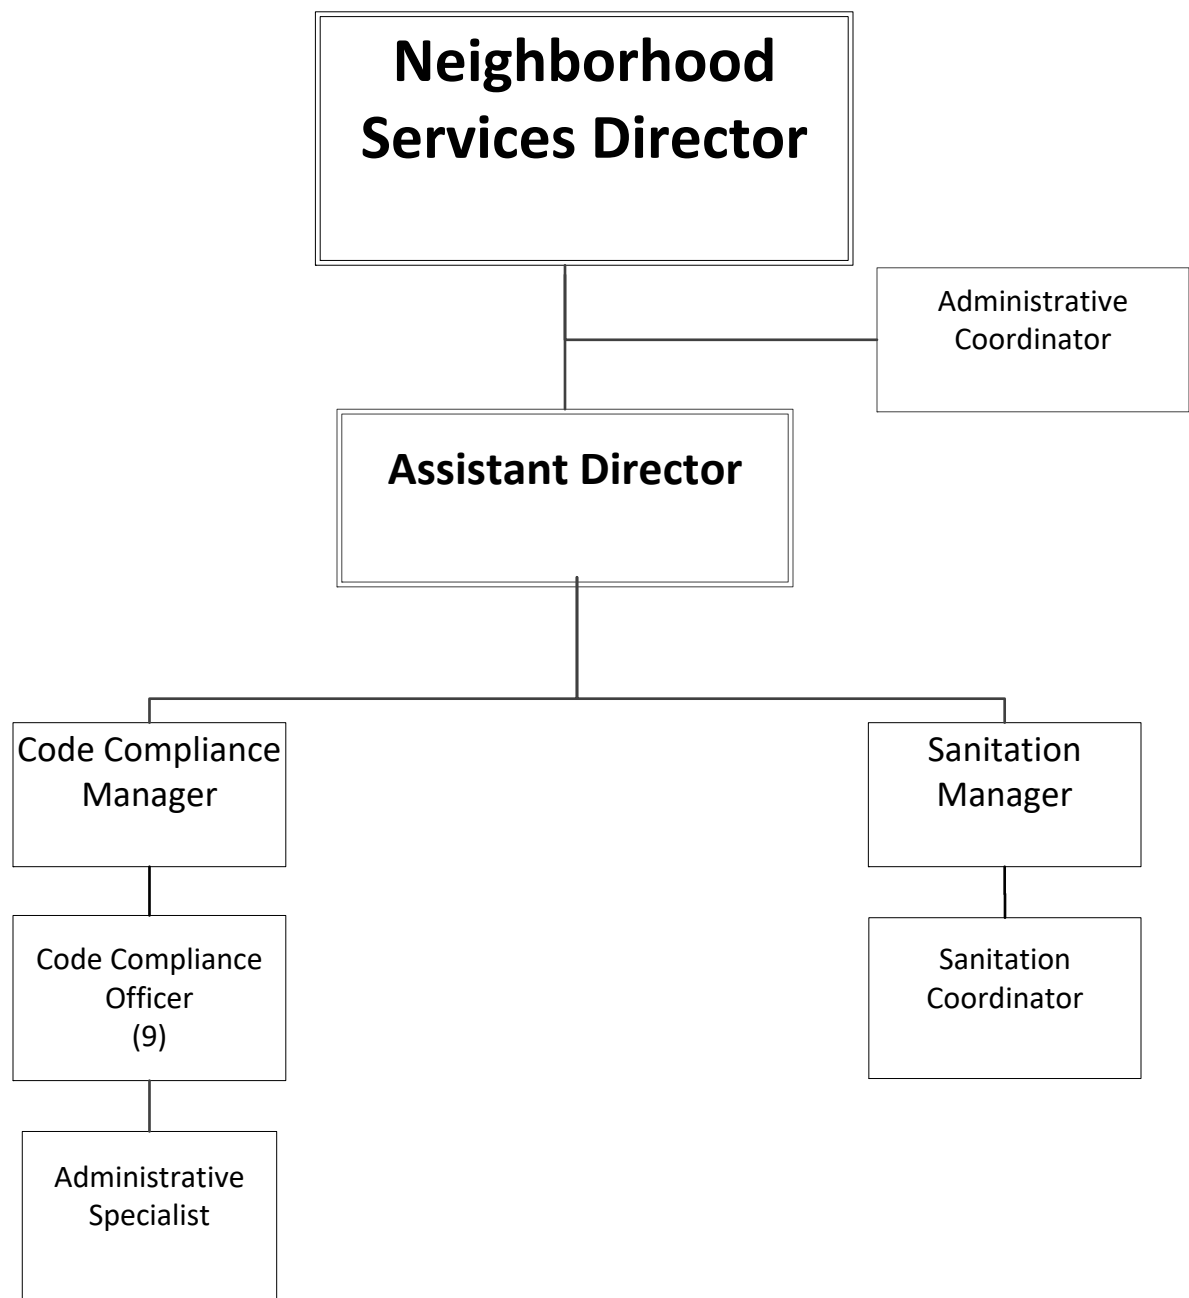 Neighborhood
Services Director
Administrative
Coordinator
Assistant Director
Code Compliance
Manager
Sanitation
Manager
Code Compliance
Officer
(9)
Sanitation
Coordinator
Administrative
Specialist